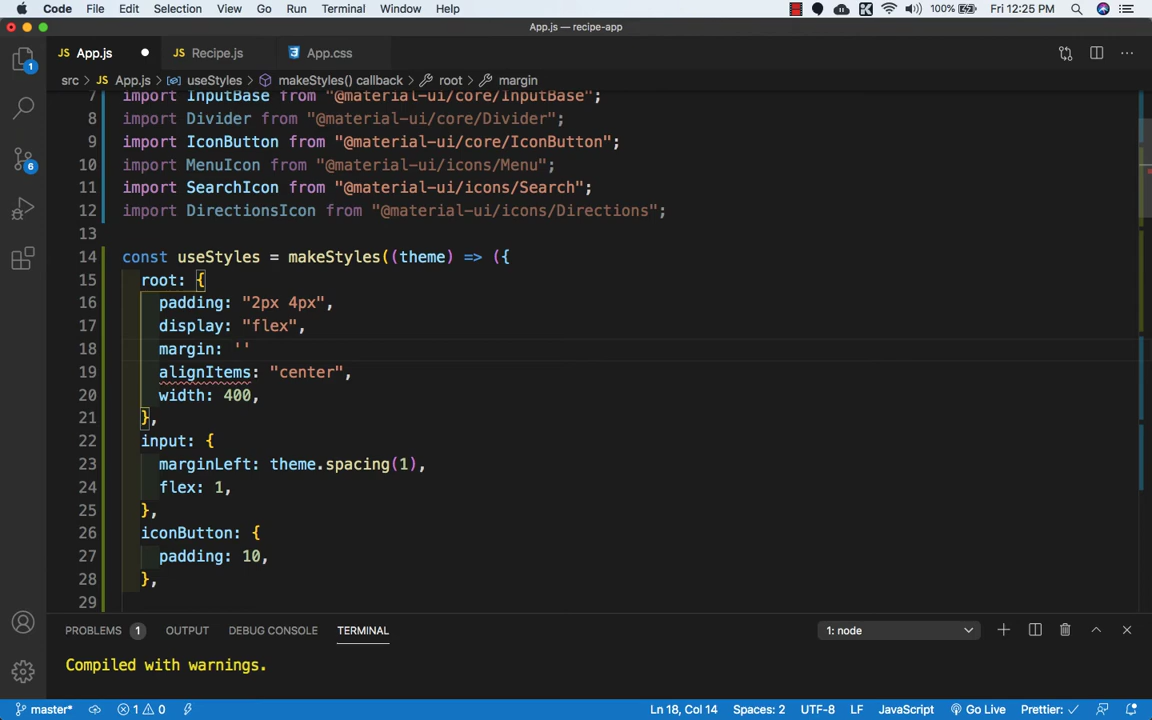 Code File Edit Selection View Go Run Terminal Window Help 100% Fri 12:25 PM
App.js — recipe-app
JS App.js JS Recipe.js App.css
src > JS App.js > useStyles > makeStyles() callback > root > margin
7 import InputBase from "@material-ui/core/InputBase";
8 import Divider from "@material-ui/core/Divider";
9 import IconButton from "@material-ui/core/IconButton";
10 import MenuIcon from "@material-ui/icons/Menu";
11 import SearchIcon from "@material-ui/icons/Search";
12 import DirectionsIcon from "@material-ui/icons/Directions";
13
14 const useStyles = makeStyles((theme) => ({
15 root: {
16 padding: "2px 4px",
17 display: "flex",
18 margin: ''
19 alignItems: "center",
20 width: 400,
21 },
22 input: {
23 marginLeft: theme.spacing(1),
24 flex: 1,
25 },
26 iconButton: {
27 padding: 10,
28 },
29
1
6
PROBLEMS 1 OUTPUT DEBUG CONSOLE TERMINAL 1: node
Compiled with warnings.
master* 1 0 Ln 18, Col 14 Spaces: 2 UTF-8 LF JavaScript Go Live Prettier: ✓